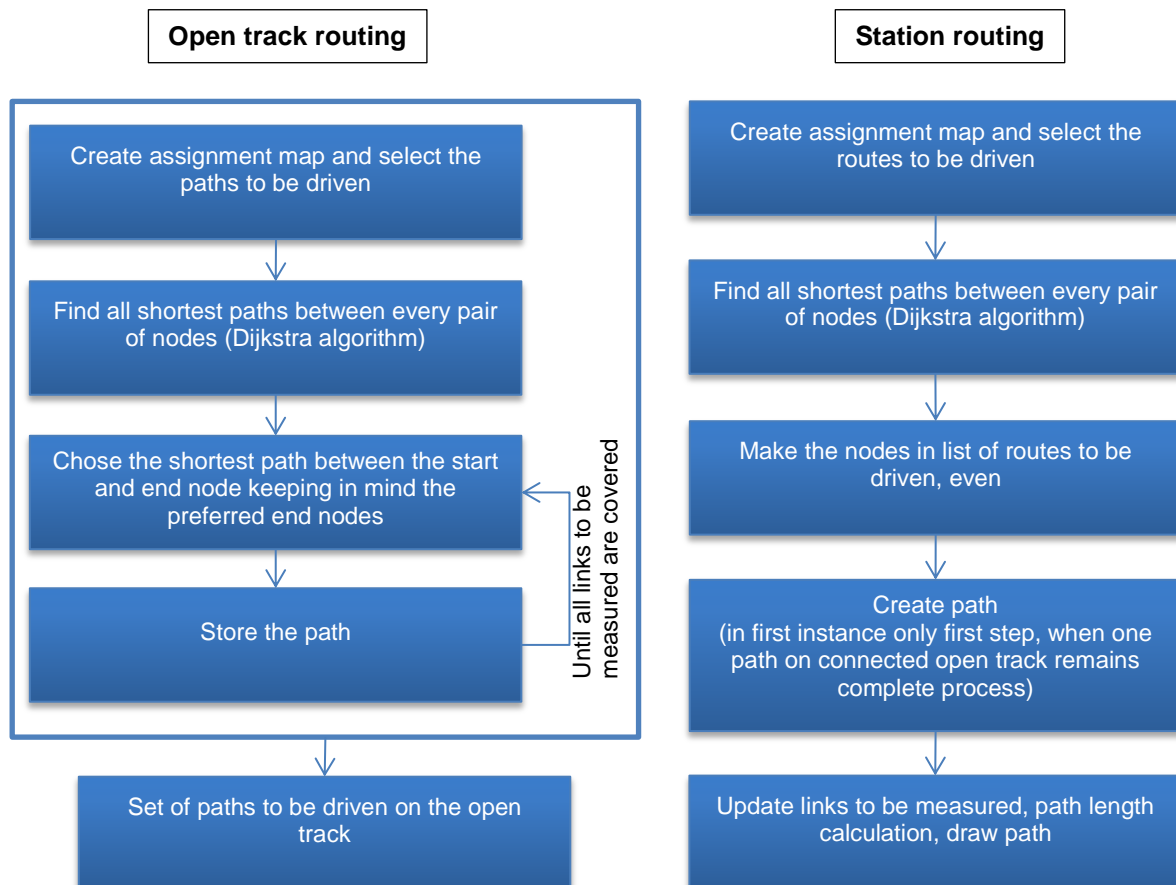 Open track routing
Create assignment map and select the
paths to be driven
Find all shortest paths between every pair
of nodes (Dijkstra algorithm)
Chose the shortest path between the start
and end node keeping in mind the
preferred end nodes
Store the path
Until all links to be
measured are covered
Set of paths to be driven on the open
track
Station routing
Create assignment map and select the
routes to be driven
Find all shortest paths between every pair
of nodes (Dijkstra algorithm)
Make the nodes in list of routes to be
driven, even
Create path
(in first instance only first step, when one
path on connected open track remains
complete process)
Update links to be measured, path length
calculation, draw path